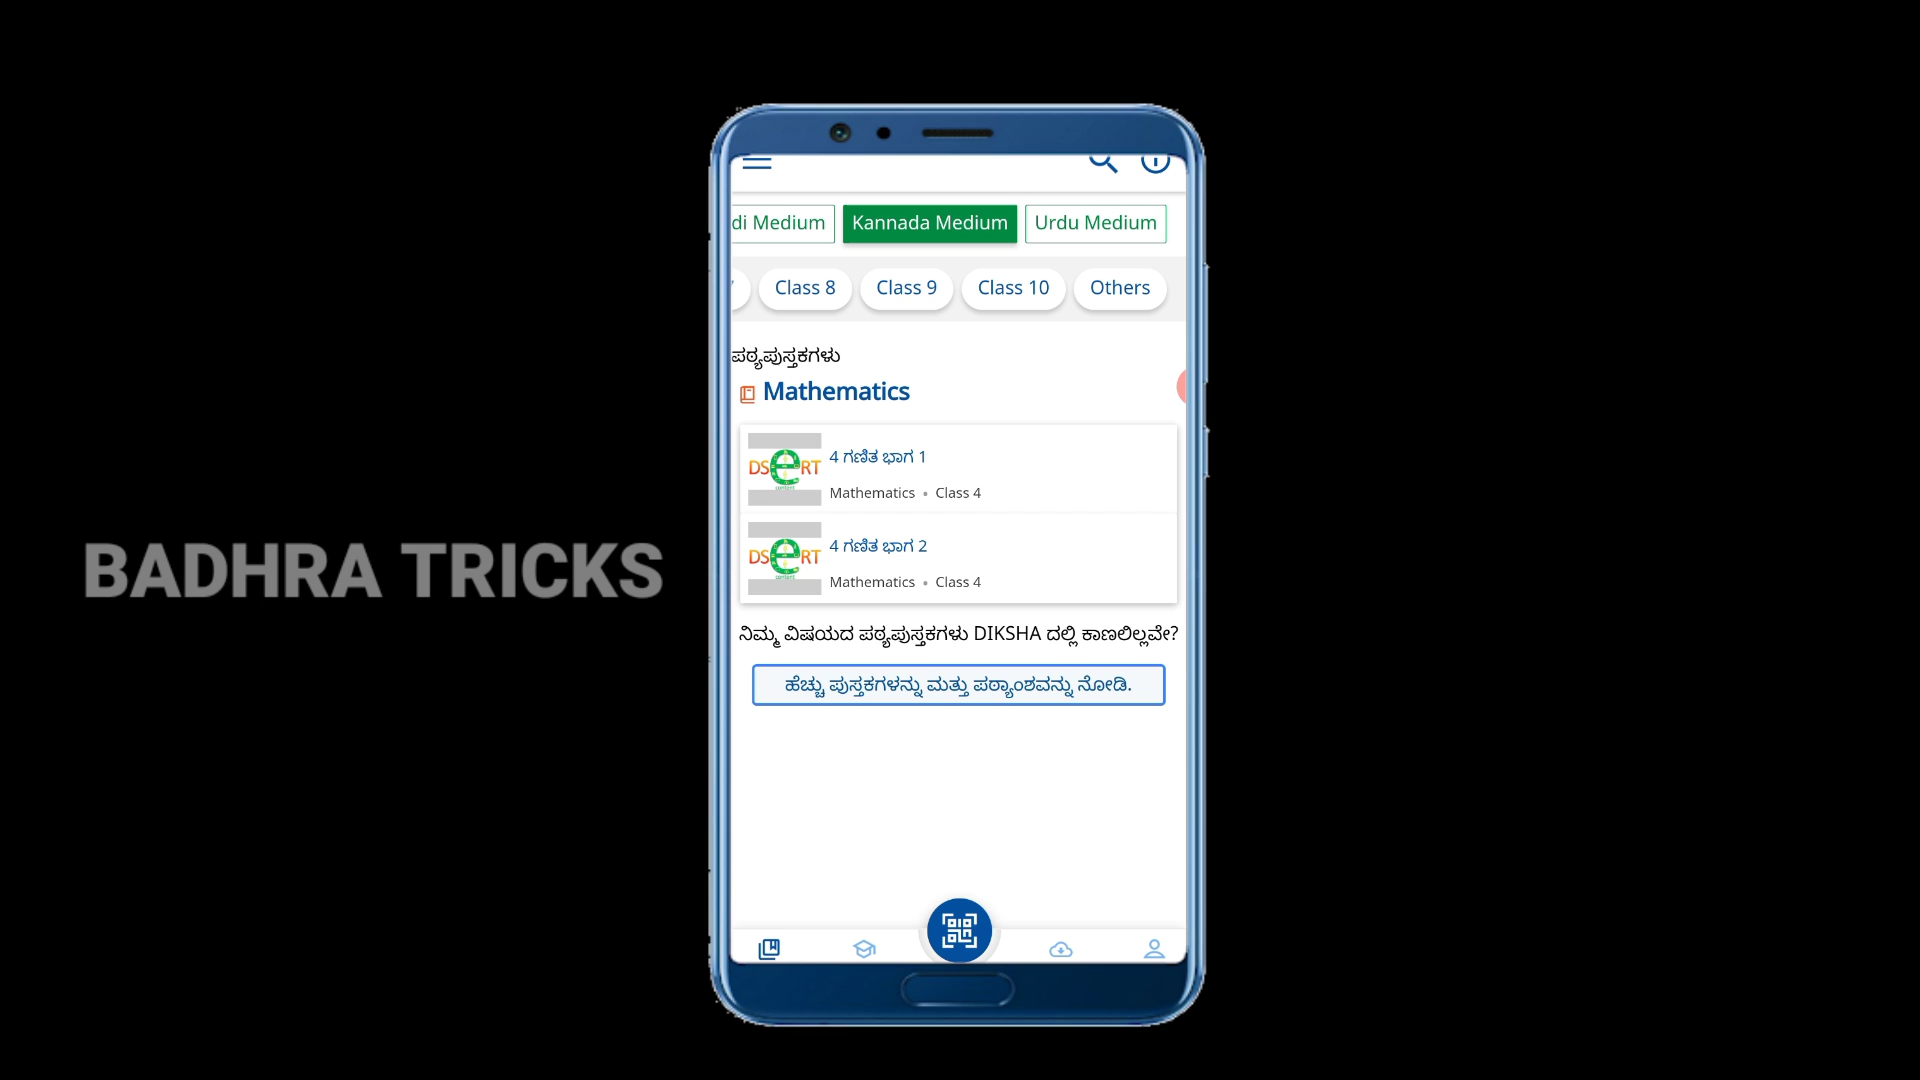 di Medium Kannada Medium Urdu Medium
Class 8 Class 9 Class 10 Others
ಪಠ್ಯಪುಸ್ತಕಗಳು
Mathematics
DSeRT 4 ಗಣಿತ ಭಾಗ 1
Mathematics • Class 4
DSeRT 4 ಗಣಿತ ಭಾಗ 2
Mathematics • Class 4
BADHRA TRICKS
ನಿಮ್ಮ ವಿಷಯದ ಪಠ್ಯಪುಸ್ತಕಗಳು DIKSHA ದಲ್ಲಿ ಕಾಣಲಿಲ್ಲವೇ?
ಹೆಚ್ಚು ಪುಸ್ತಕಗಳನ್ನು ಮತ್ತು ಪಠ್ಯಾಂಶವನ್ನು ನೋಡಿ.